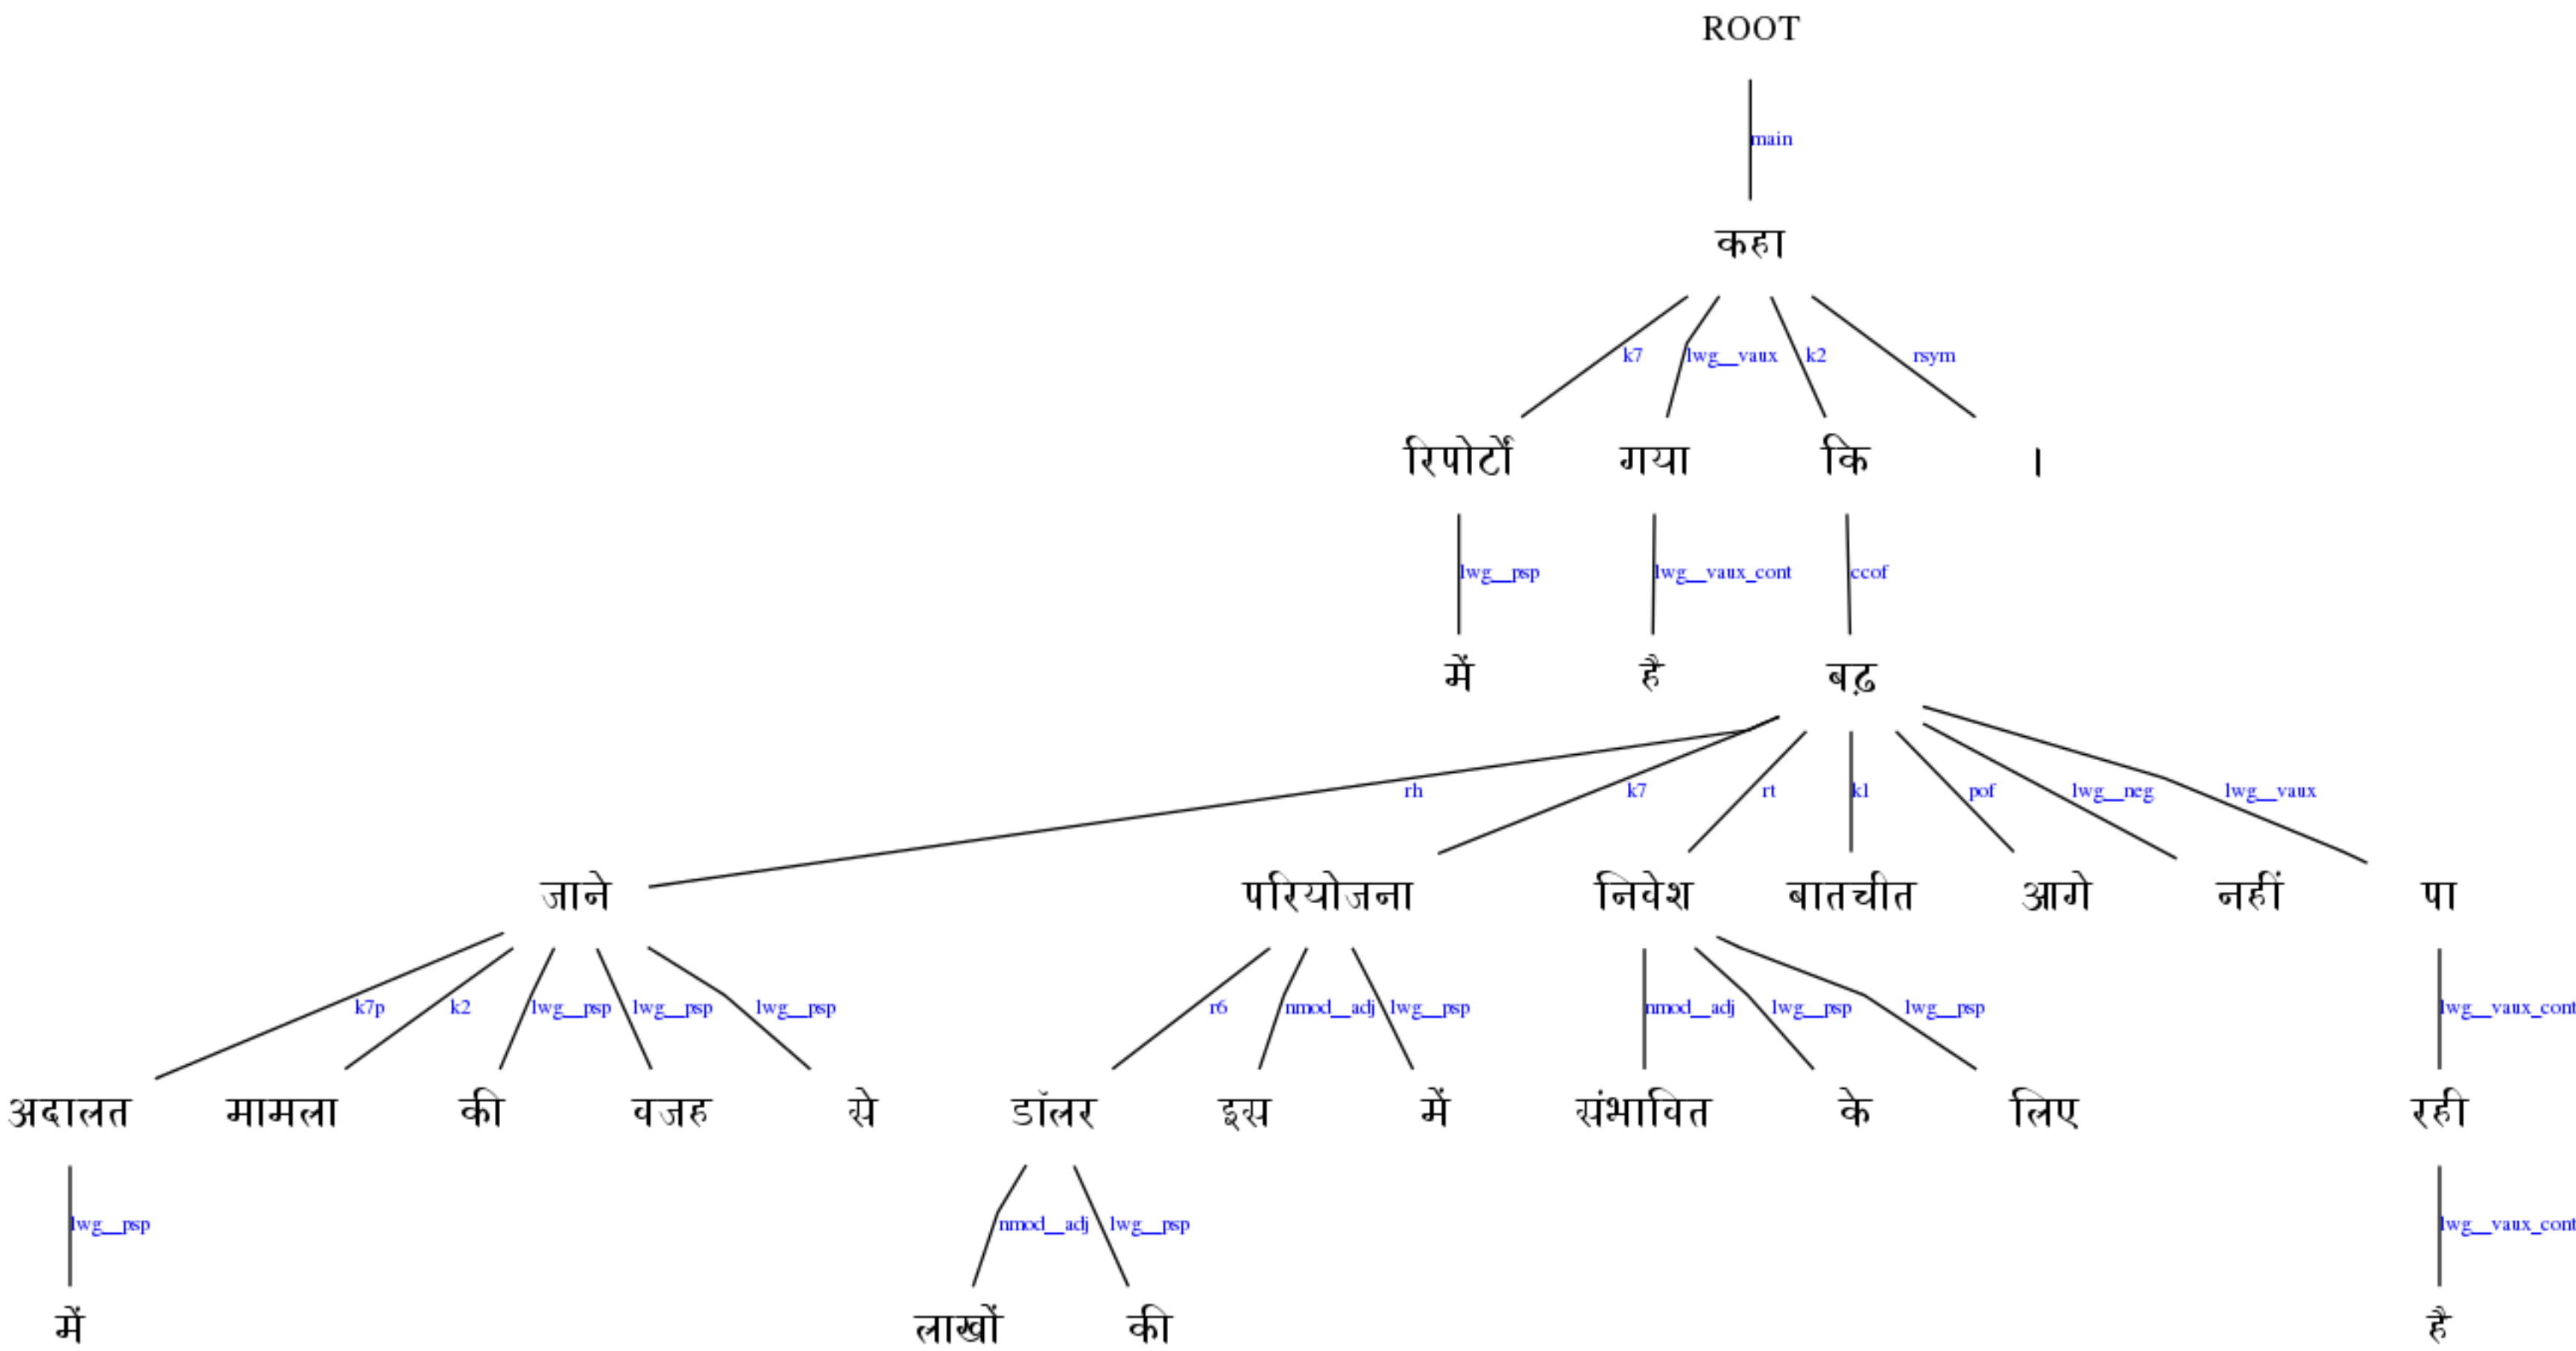 ROOT
main
कहा
k7 lwg__vaux k2 rsym
रिपोर्टों गया कि ।
lwg__psp lwg__vaux_cont ccof
में है बढ़
rh k7 rt k1 pof lwg__neg lwg__vaux
जाने परियोजना निवेश बातचीत आगे नहीं पा
k7p k2 lwg__psp lwg__psp lwg__psp r6 nmod__adj lwg__psp nmod__adj lwg__psp lwg__psp lwg__vaux_cont
अदालत मामला की वजह से डॉलर इस में संभावित के लिए रही
lwg__psp nmod__adj lwg__psp lwg__vaux_cont
में लाखों की है